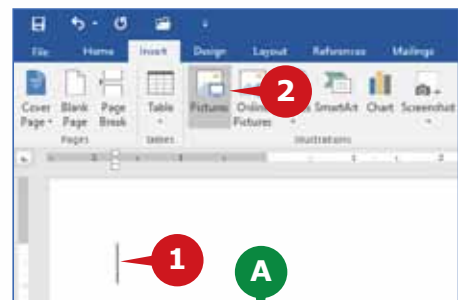 File Home Insert Design Layout References Mailings
Cover Blank Page Table Pictures Online SmartArt Chart Screenshot
Page Page Break Pictures
Pages Tables Illustrations
2
1
A